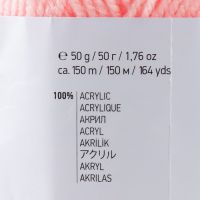 ℮ 50 g / 50 г / 1,76 oz
ca. 150 m / 150 м / 164 yds
100% ACRYLIC
ACRYLIQUE
АКРИЛ
ACRYL
AKRILIK
アクリル
AKRYL
AKRILAS